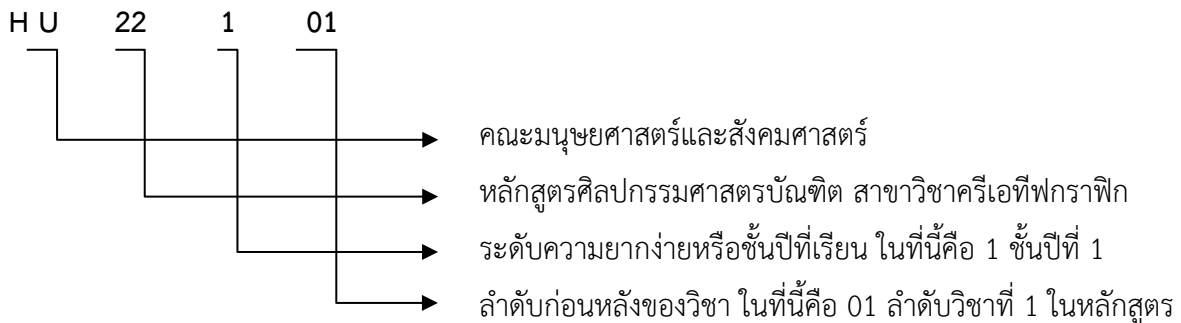 H U 22 1 01
คณะมนุษยศาสตร์และสังคมศาสตร์
หลักสูตรศิลปกรรมศาสตรบัณฑิต สาขาวิชาครีเอทีฟกราฟิก
ระดับความยากง่ายหรือชั้นปีที่เรียน ในที่นี้คือ 1 ชั้นปีที่ 1
ลำดับก่อนหลังของวิชา ในที่นี้คือ 01 ลำดับวิชาที่ 1 ในหลักสูตร